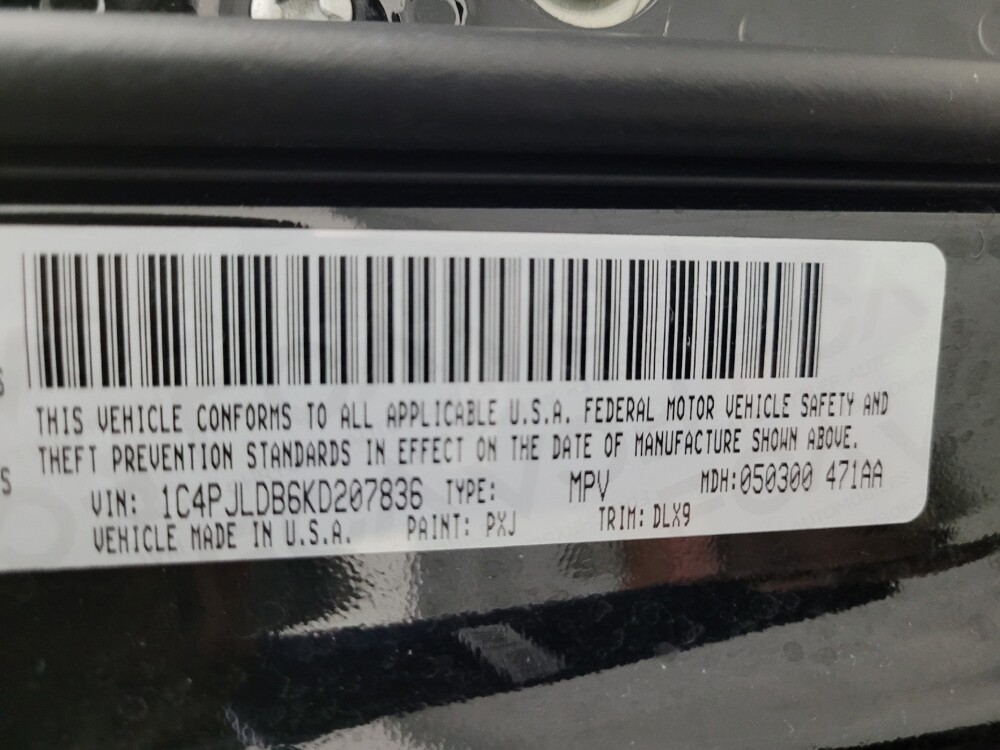 THIS VEHICLE CONFORMS TO ALL APPLICABLE U.S.A. FEDERAL MOTOR VEHICLE SAFETY AND
THEFT PREVENTION STANDARDS IN EFFECT ON THE DATE OF MANUFACTURE SHOWN ABOVE.
VIN: 1C4PJLDB6KD207836 TYPE: MPV MDH:050300 471AA
VEHICLE MADE IN U.S.A. PAINT: PXJ TRIM: DLX9